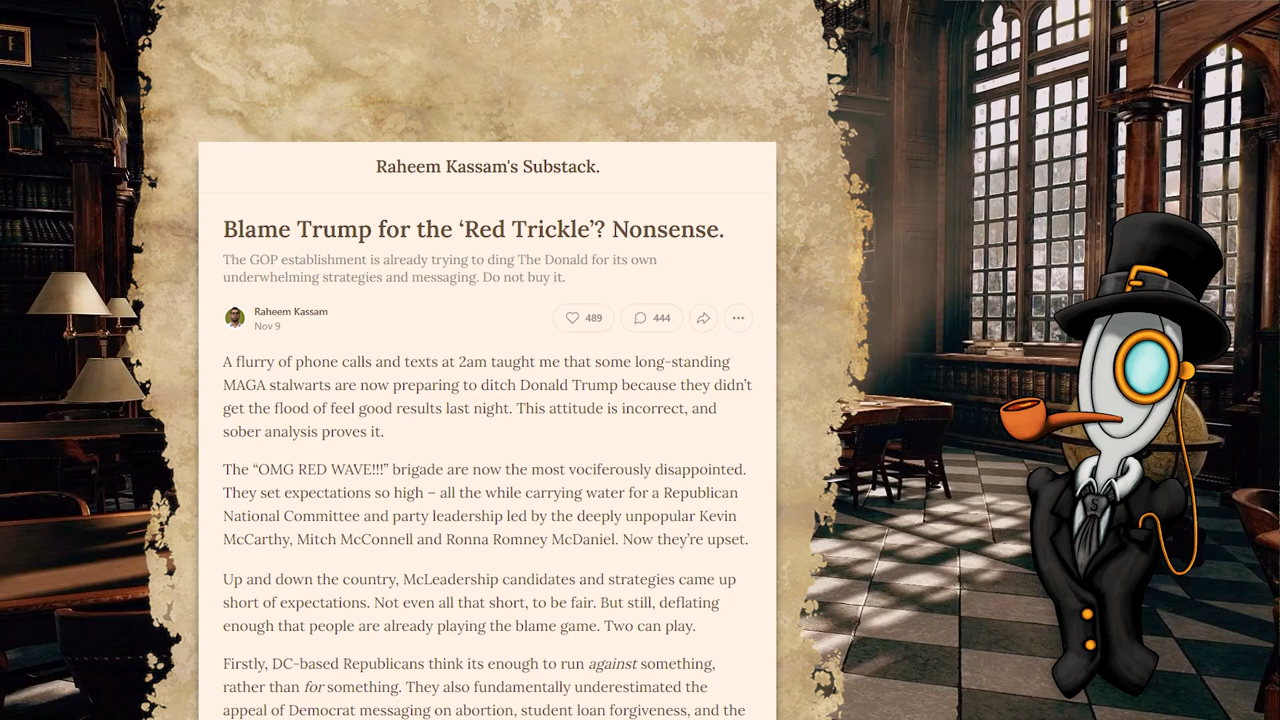 Raheem Kassam's Substack.
Blame Trump for the ‘Red Trickle’? Nonsense.
The GOP establishment is already trying to ding The Donald for its own
underwhelming strategies and messaging. Do not buy it.
Raheem Kassam
Nov 9
489
444
A flurry of phone calls and texts at 2am taught me that some long-standing
MAGA stalwarts are now preparing to ditch Donald Trump because they didn’t
get the flood of feel good results last night. This attitude is incorrect, and
sober analysis proves it.
The “OMG RED WAVE!!!” brigade are now the most vociferously disappointed.
They set expectations so high – all the while carrying water for a Republican
National Committee and party leadership led by the deeply unpopular Kevin
McCarthy, Mitch McConnell and Ronna Romney McDaniel. Now they’re upset.
Up and down the country, McLeadership candidates and strategies came up
short of expectations. Not even all that short, to be fair. But still, deflating
enough that people are already playing the blame game. Two can play.
Firstly, DC-based Republicans think its enough to run against something,
rather than for something. They also fundamentally underestimated the
appeal of Democrat messaging on abortion, student loan forgiveness, and the
S